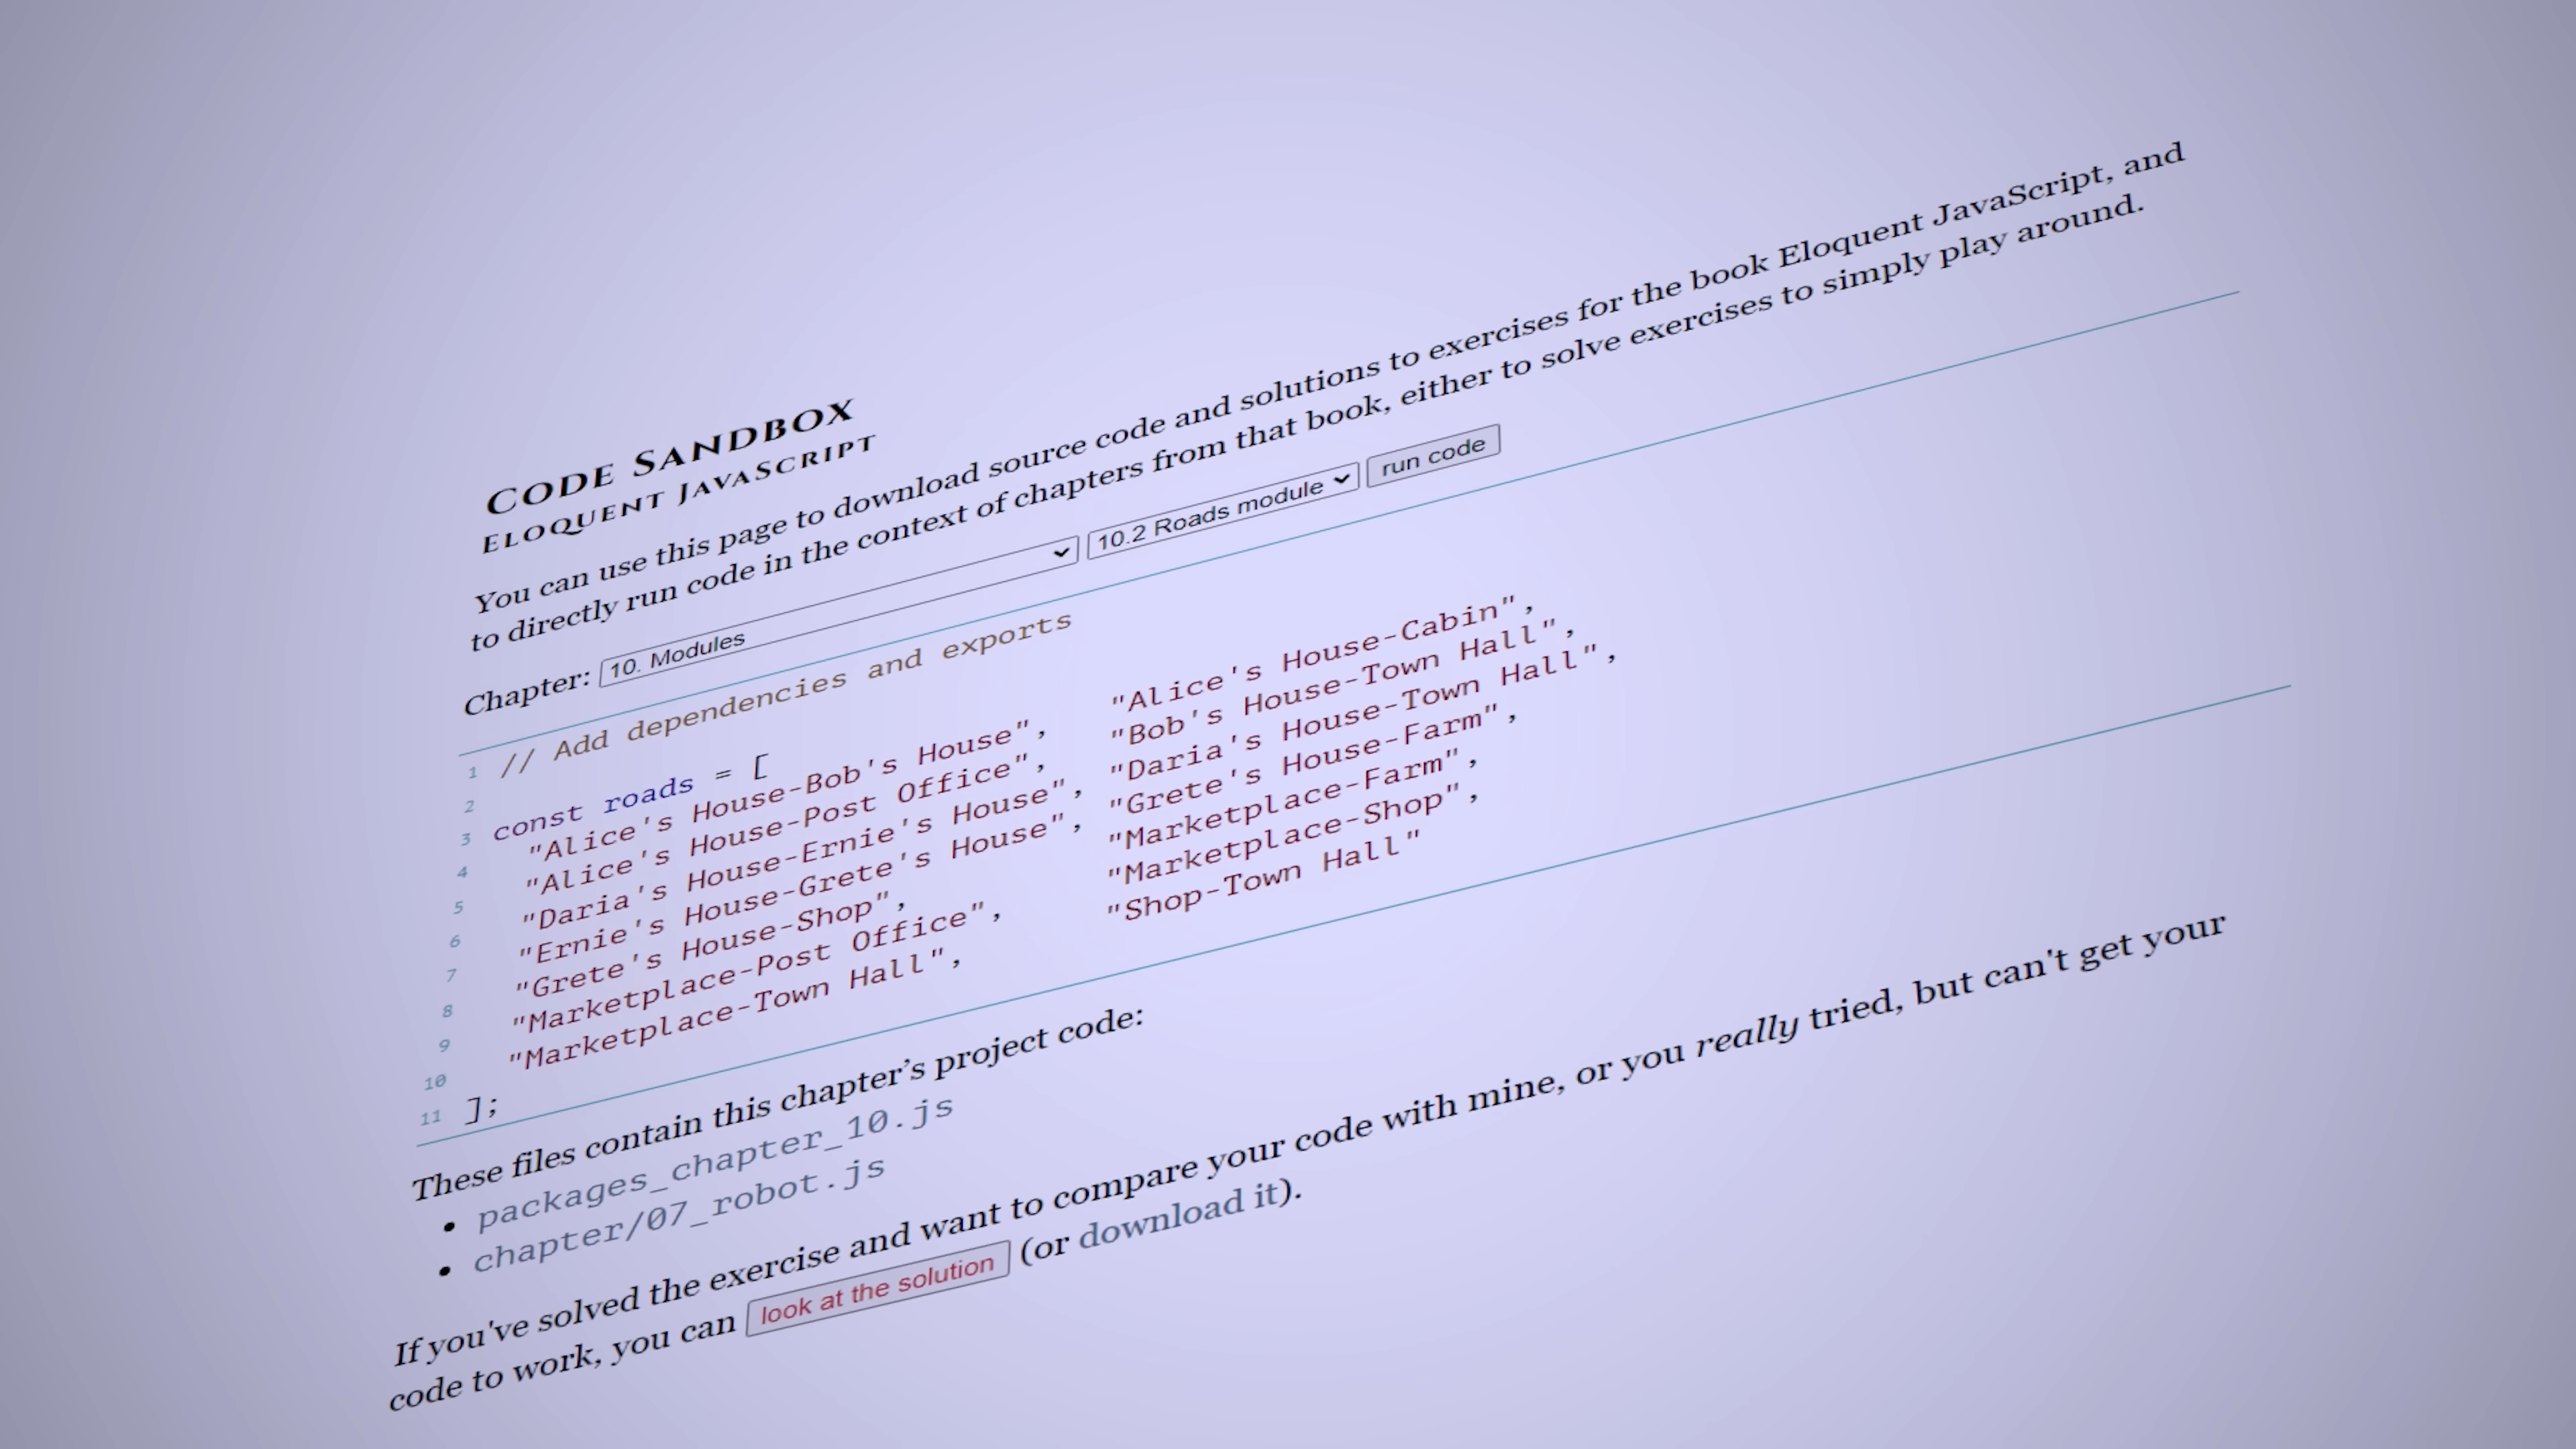 CODE SANDBOX
ELOQUENT JAVASCRIPT
You can use this page to download source code and solutions to exercises for the book Eloquent JavaScript, and
to directly run code in the context of chapters from that book, either to solve exercises to simply play around.
Chapter: 10. Modules 10.2 Roads module run code
1 // Add dependencies and exports
2
3 const roads = [
4 "Alice's House-Bob's House", "Alice's House-Cabin",
5 "Alice's House-Post Office", "Bob's House-Town Hall",
6 "Daria's House-Ernie's House", "Daria's House-Town Hall",
7 "Ernie's House-Grete's House", "Grete's House-Farm",
8 "Grete's House-Shop", "Marketplace-Farm",
9 "Marketplace-Post Office", "Marketplace-Shop",
10 "Marketplace-Town Hall", "Shop-Town Hall"
11 ];
These files contain this chapter’s project code:
• packages_chapter_10.js
• chapter/07_robot.js
If you've solved the exercise and want to compare your code with mine, or you really tried, but can't get your
code to work, you can look at the solution (or download it).